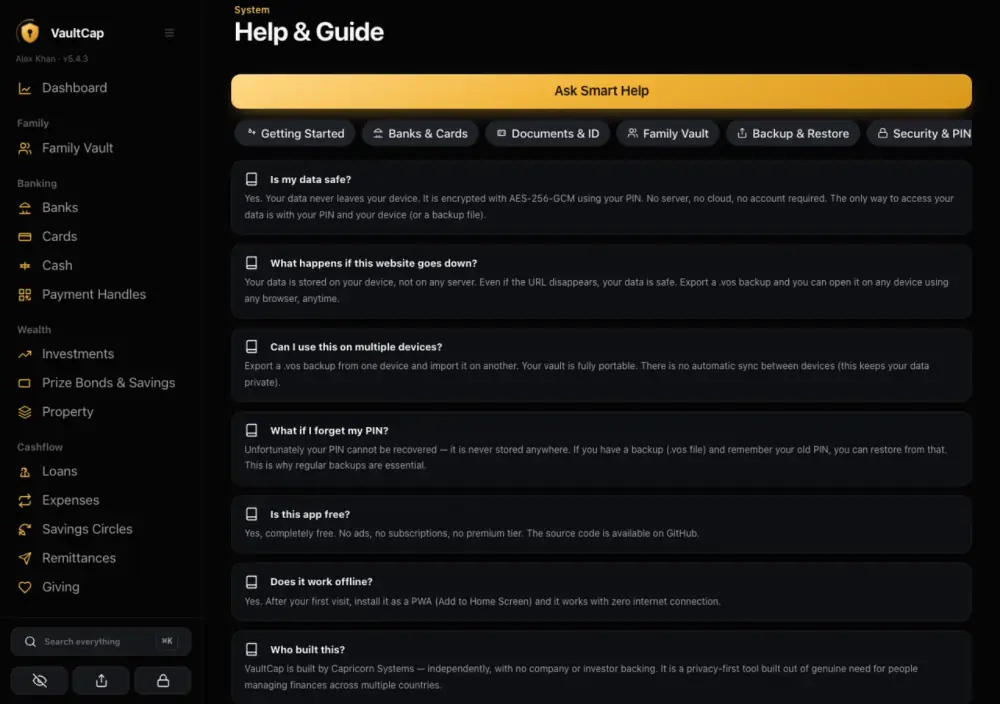 VaultCap
Alex Khan · v5.4.3
Dashboard
Family
Family Vault
Banking
Banks
Cards
Cash
Payment Handles
Wealth
Investments
Prize Bonds & Savings
Property
Cashflow
Loans
Expenses
Savings Circles
Remittances
Giving
Search everything ⌘K
System
Help & Guide
Ask Smart Help
Getting Started Banks & Cards Documents & ID Family Vault Backup & Restore Security & PIN
Is my data safe?
Yes. Your data never leaves your device. It is encrypted with AES-256-GCM using your PIN. No server, no cloud, no account required. The only way to access your
data is with your PIN and your device (or a backup file).
What happens if this website goes down?
Your data is stored on your device, not on any server. Even if the URL disappears, your data is safe. Export a .vos backup and you can open it on any device using
any browser, anytime.
Can I use this on multiple devices?
Export a .vos backup from one device and import it on another. Your vault is fully portable. There is no automatic sync between devices (this keeps your data
private).
What if I forget my PIN?
Unfortunately your PIN cannot be recovered — it is never stored anywhere. If you have a backup (.vos file) and remember your old PIN, you can restore from that.
This is why regular backups are essential.
Is this app free?
Yes, completely free. No ads, no subscriptions, no premium tier. The source code is available on GitHub.
Does it work offline?
Yes. After your first visit, install it as a PWA (Add to Home Screen) and it works with zero internet connection.
Who built this?
VaultCap is built by Capricorn Systems — independently, with no company or investor backing. It is a privacy-first tool built out of genuine need for people
managing finances across multiple countries.